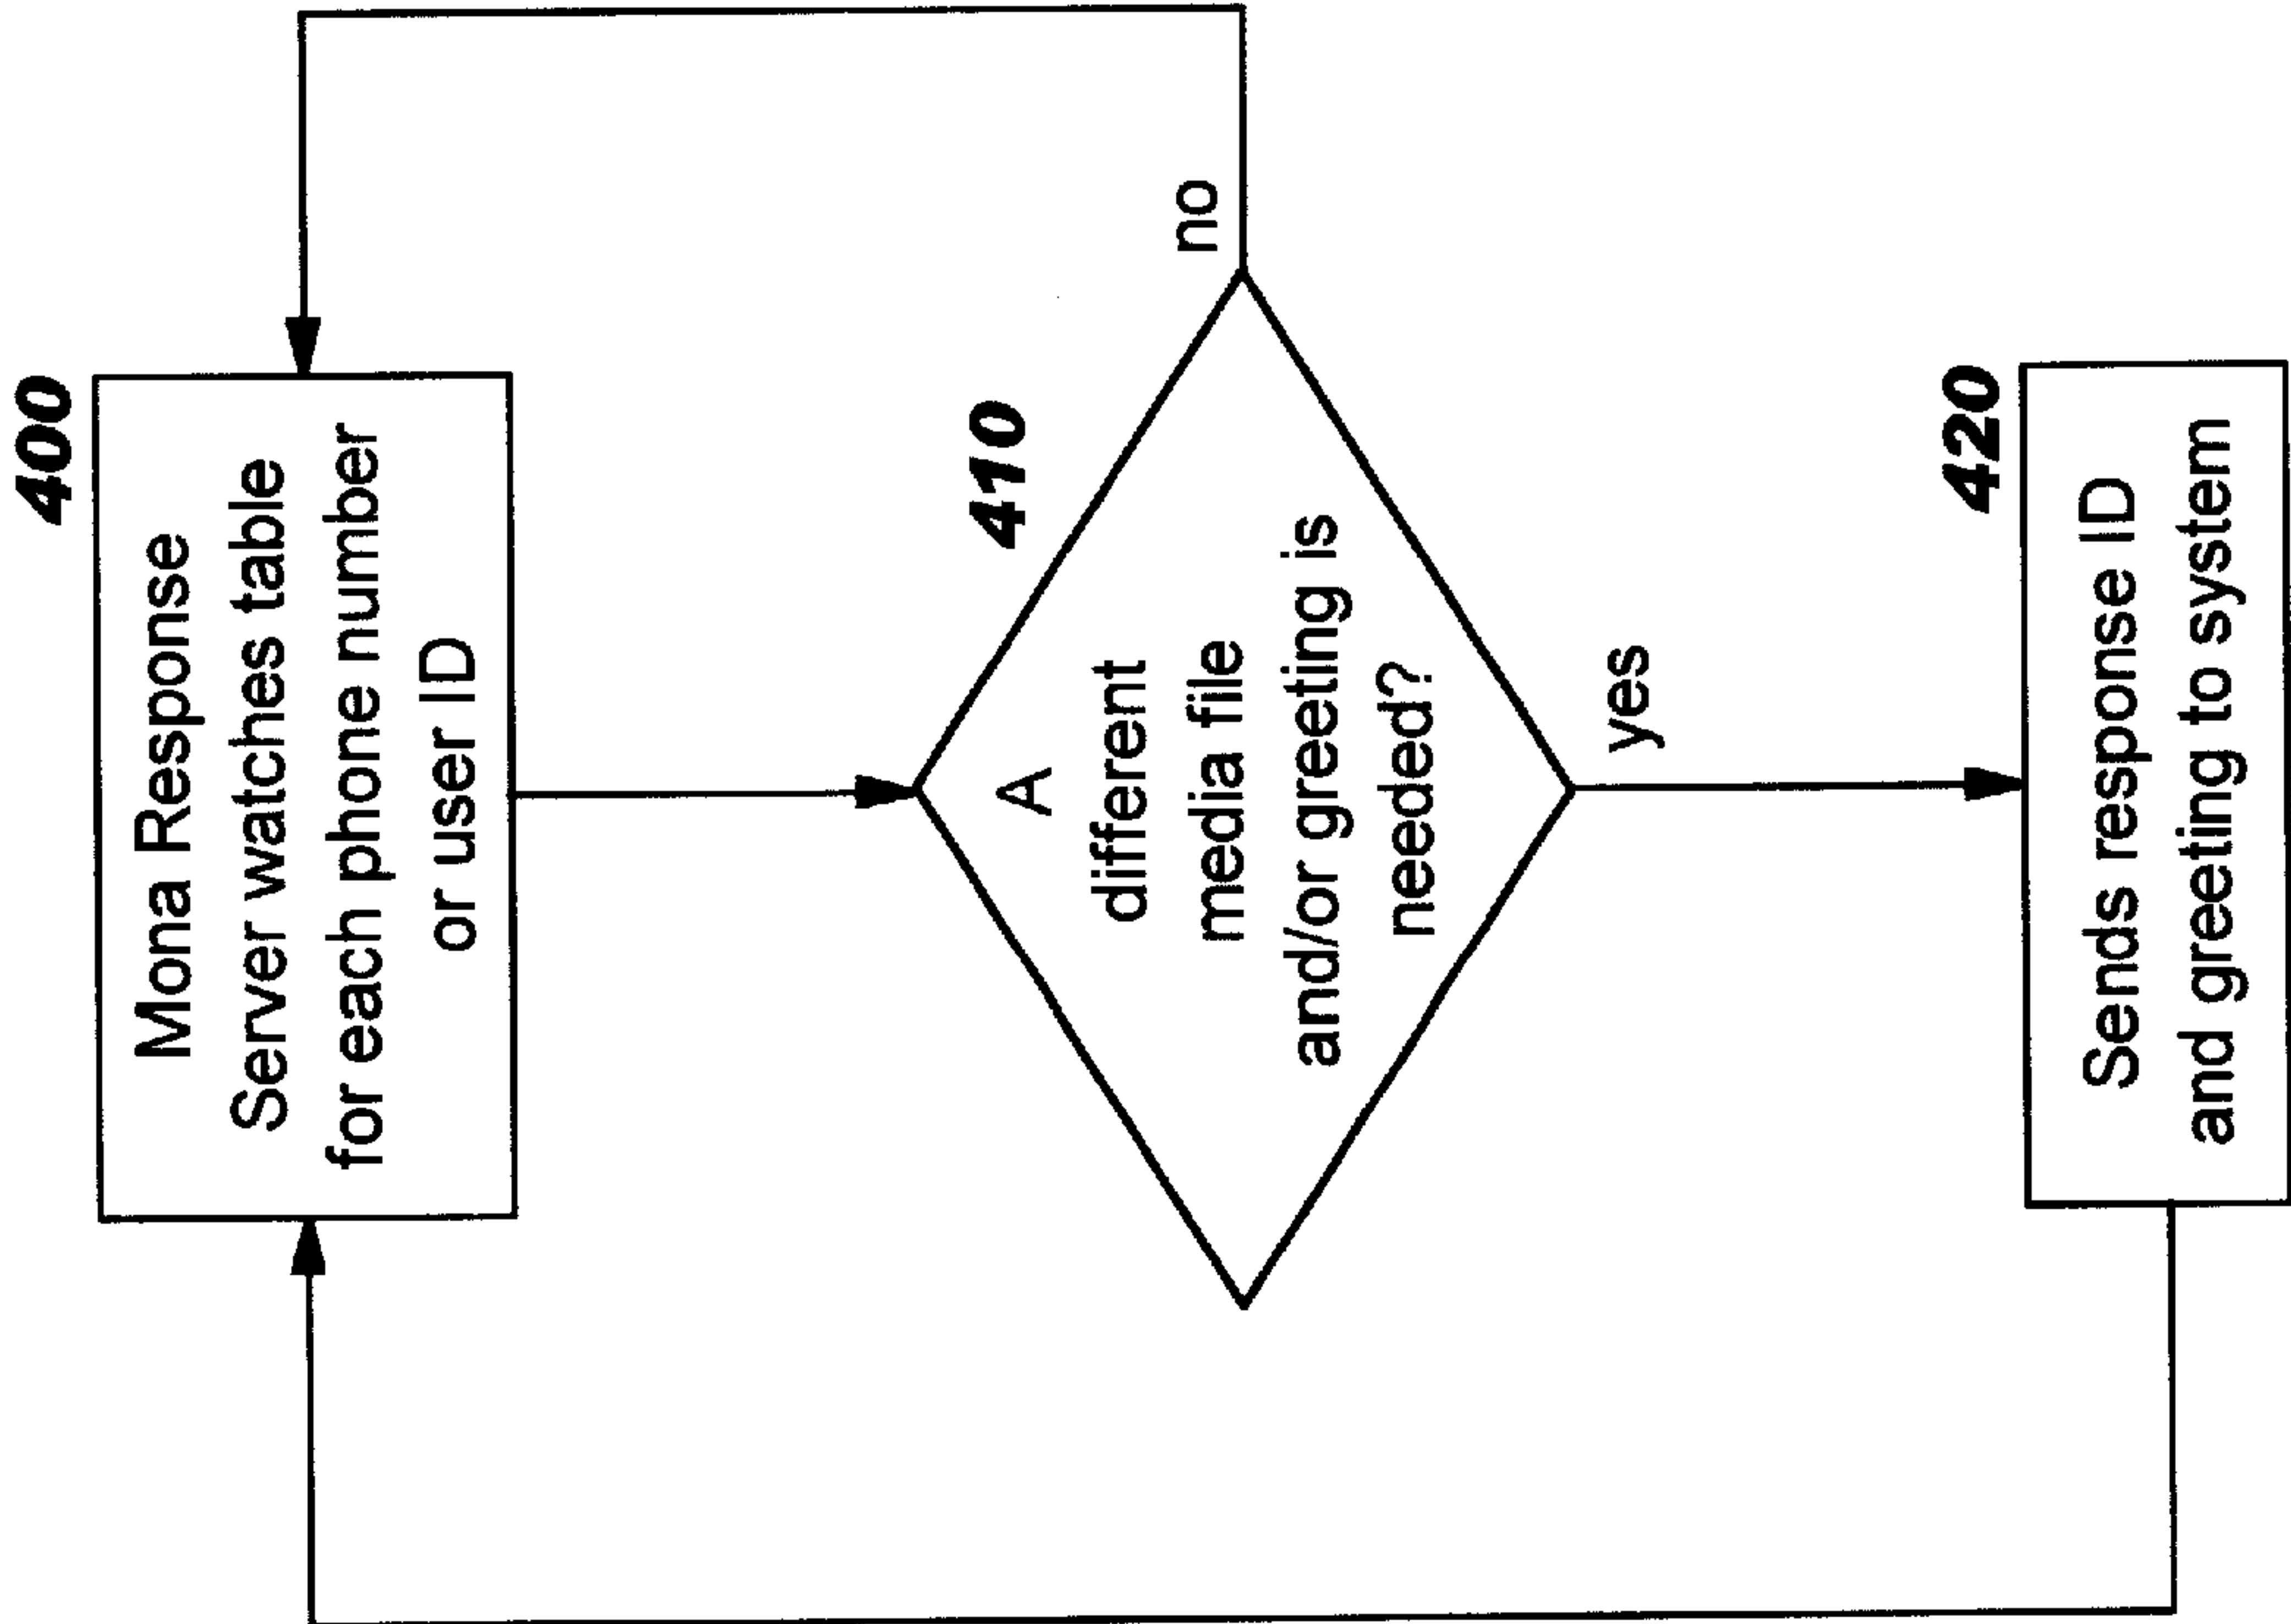 400
Mona Response
Server watches table
for each phone number
or user ID
410
A
different
media file
and/or greeting is
needed?
no
yes
420
Sends response ID
and greeting to system